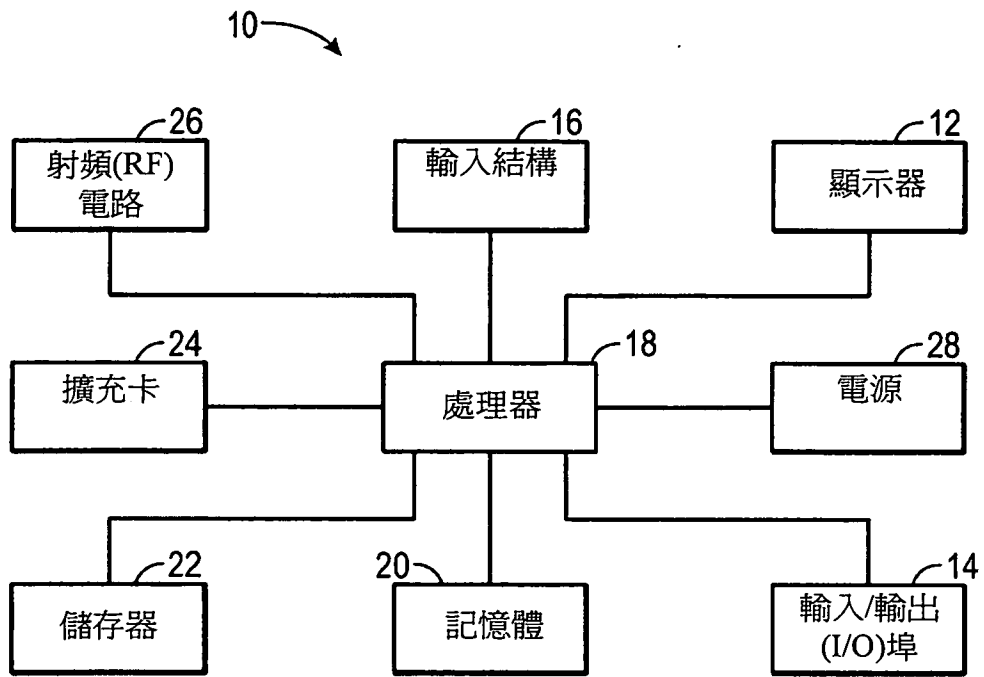 10
26
射頻(RF)
電路
16
輸入結構
12
顯示器
24
擴充卡
18
處理器
28
電源
22
儲存器
20
記憶體
14
輸入/輸出
(I/O)埠